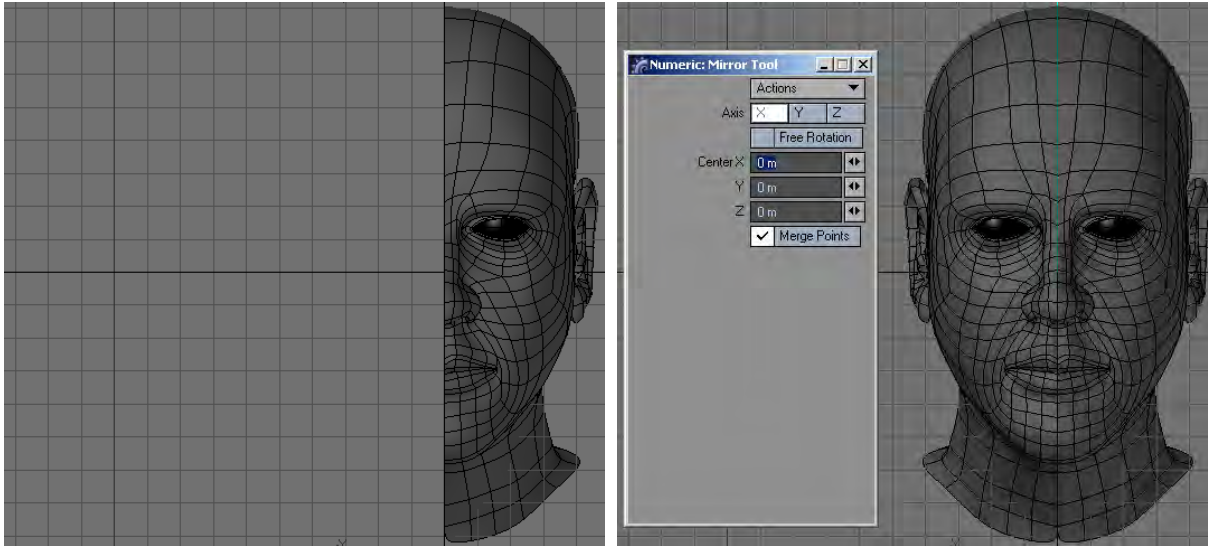 Numeric: Mirror Tool
Actions
Axis X Y Z
Free Rotation
Center X 0 m
Y 0 m
Z 0 m
Merge Points